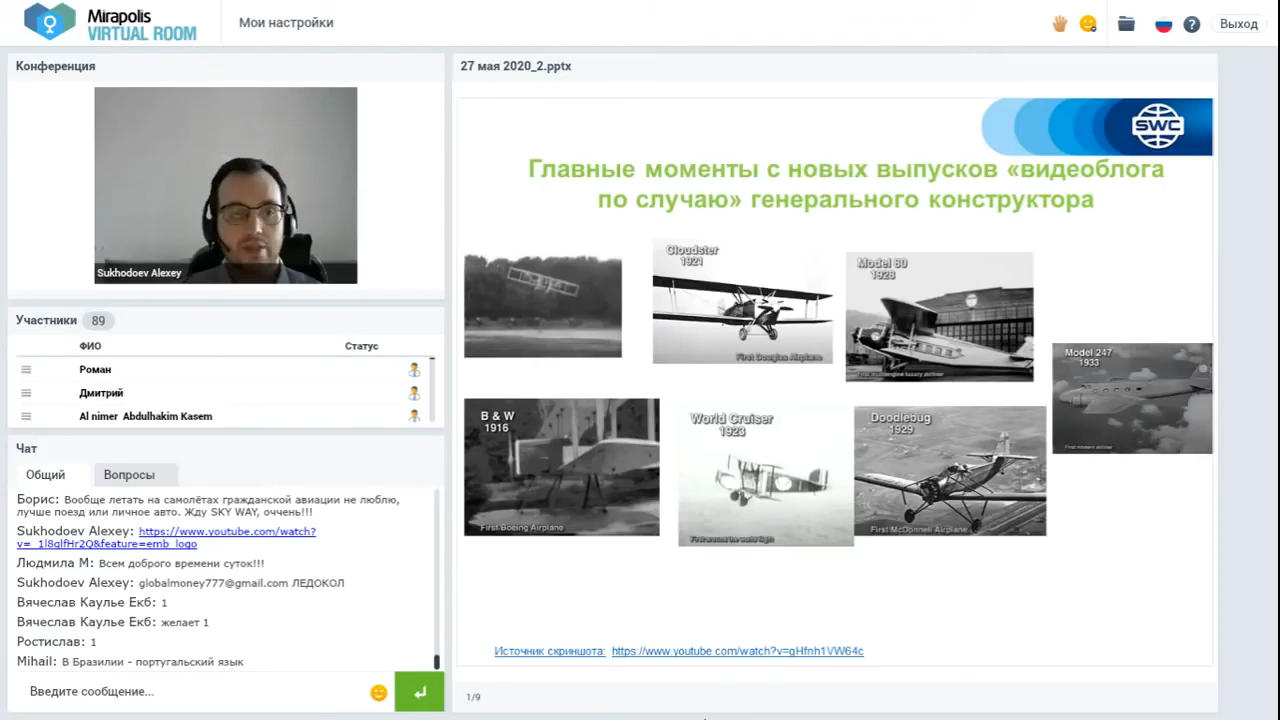 Mirapolis
VIRTUAL ROOM
Мои настройки
?
Выход
Конференция
Sukhodoev Alexey
Участники 89
ФИО Статус
Роман
Дмитрий
Al nimer Abdulhakim Kasem
Чат
Общий Вопросы
Борис: Вообще летать на самолётах гражданской авиации не люблю,
лучше поезд или личное авто. Жду SKY WAY, оччень!!!
Sukhodoev Alexey: https://www.youtube.com/watch?
v=_1l8qlfHr2Q&feature=emb_logo
Людмила М: Всем доброго времени суток!!!
Sukhodoev Alexey: globalmoney777@gmail.com ЛЕДОКОЛ
Вячеслав Каулье Екб: 1
Вячеслав Каулье Екб: желает 1
Ростислав: 1
Mihail: В Бразилии - португальский язык
Введите сообщение...
27 мая 2020_2.pptx
SWC
Главные моменты с новых выпусков «видеоблога
по случаю» генерального конструктора
Cloudster
1921
First Douglas Airplane
Model 80
1928
Model 247
1933
B & W
1916
First Boeing Airplane
World Cruiser
1923
First around the world flight
Doodlebug
1929
First McDonnell Airplane
Источник скриншота: https://www.youtube.com/watch?v=gHfnh1VW64c
1/9